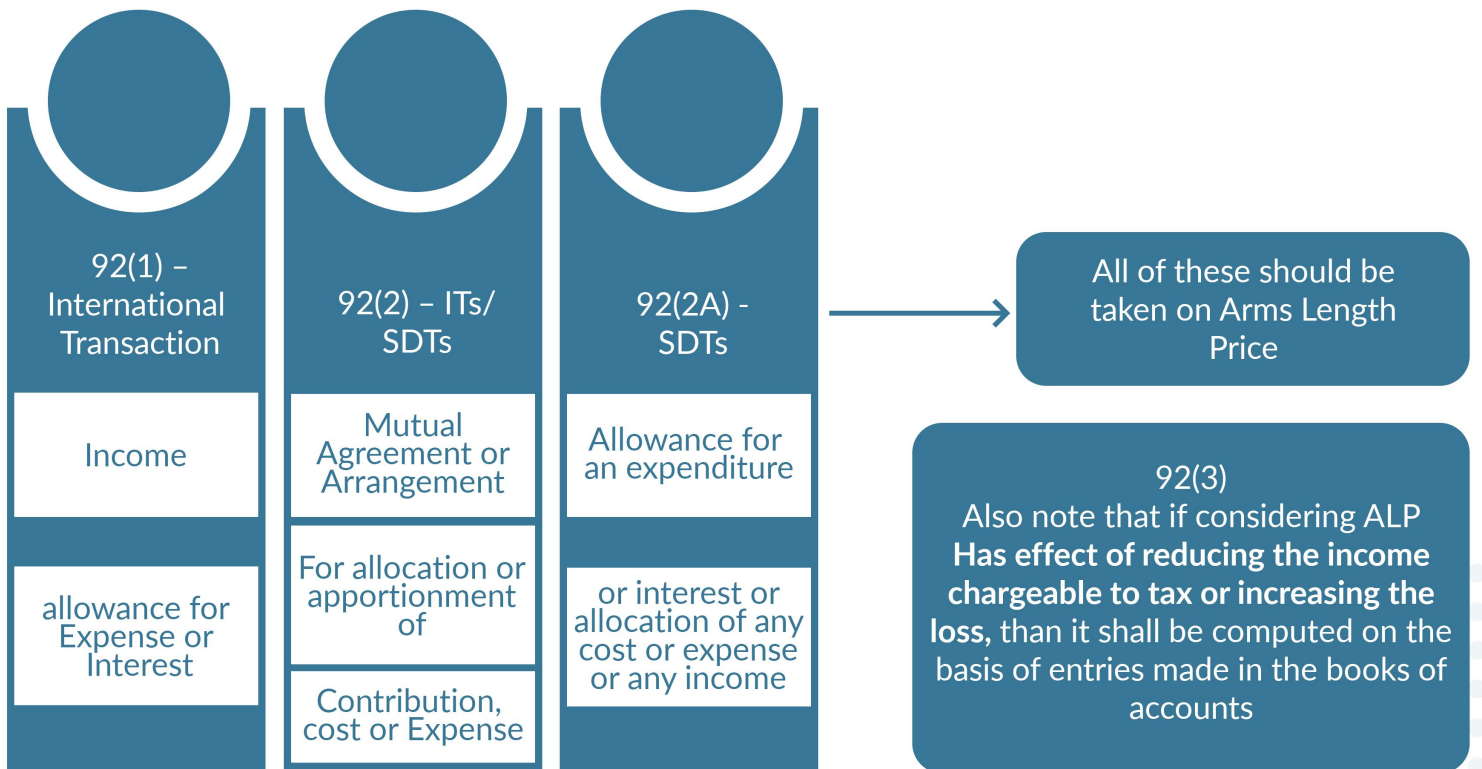 92(1) –
International
Transaction
Income
allowance for
Expense or
Interest
92(2) – ITs/
SDTs
Mutual
Agreement or
Arrangement
For allocation or
apportionment
of
Contribution,
cost or Expense
92(2A) -
SDTs
Allowance for
an expenditure
or interest or
allocation of any
cost or expense
or any income
All of these should be
taken on Arms Length
Price
92(3)
Also note that if considering ALP
Has effect of reducing the income
chargeable to tax or increasing the
loss, than it shall be computed on the
basis of entries made in the books of
accounts